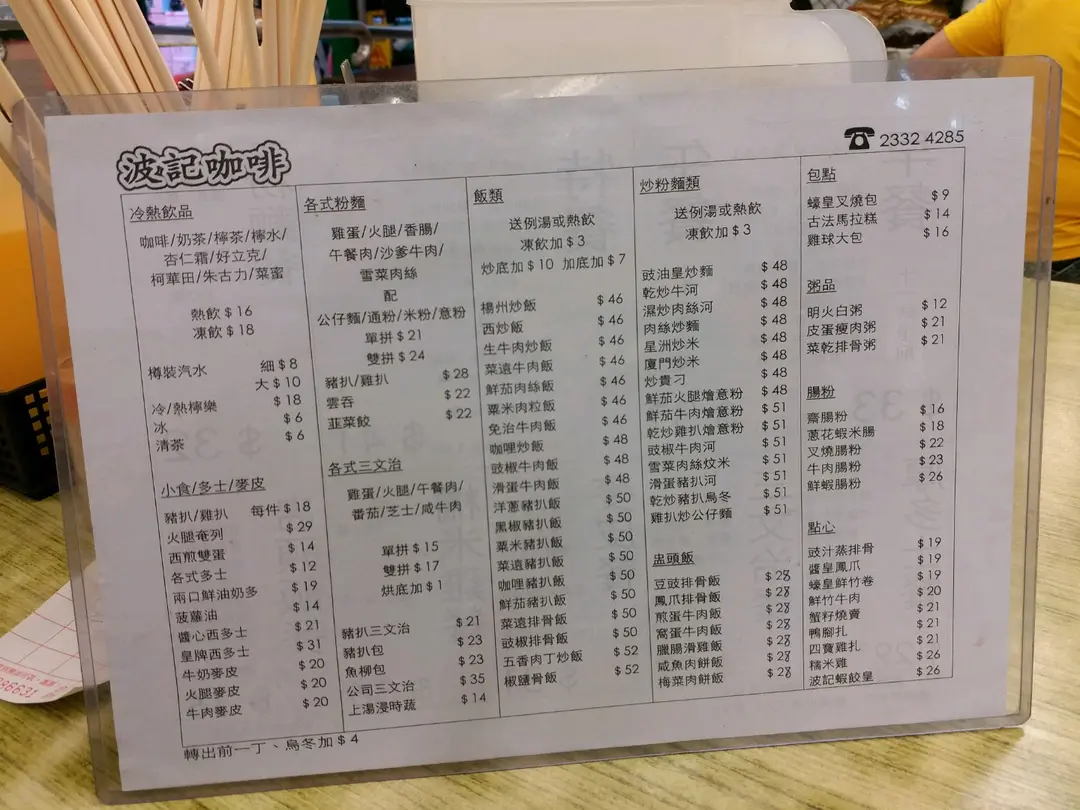 波記咖啡
☎ 2332 4285
冷熱飲品
咖啡/奶茶/檸茶/檸水/
杏仁霜/好立克/
柯華田/朱古力/菜蜜
熱飲 $ 16
凍飲 $ 18
樽裝汽水 細 $ 8
大 $ 10
冷/熱檸樂 $ 18
冰 $ 6
清茶 $ 6
小食/多士/麥皮
豬扒/雞扒 每件 $ 18
火腿奄列 $ 29
西煎雙蛋 $ 14
各式多士 $ 12
兩口鮮油奶多 $ 19
菠蘿油 $ 14
醬心西多士 $ 21
皇牌西多士 $ 31
牛奶麥皮 $ 20
火腿麥皮 $ 20
牛肉麥皮 $ 20
各式粉麵
雞蛋/火腿/香腸/
午餐肉/沙爹牛肉/
雪菜肉絲
配
公仔麵/通粉/米粉/意粉
單拼 $ 21
雙拼 $ 24
豬扒/雞扒 $ 28
雲吞 $ 22
韮菜餃 $ 22
各式三文治
雞蛋/火腿/午餐肉/
番茄/芝士/咸牛肉
單拼 $ 15
雙拼 $ 17
烘底加 $ 1
豬扒三文治 $ 21
豬扒包 $ 23
魚柳包 $ 23
公司三文治 $ 35
上湯浸時蔬 $ 14
飯類
送例湯或熱飲
凍飲加 $ 3
炒底加 $ 10 加底加 $ 7
楊州炒飯 $ 46
西炒飯 $ 46
生牛肉炒飯 $ 46
菜遠牛肉飯 $ 46
鮮茄肉絲飯 $ 46
粟米肉粒飯 $ 46
免治牛肉飯 $ 46
咖哩炒飯 $ 48
豉椒牛肉飯 $ 48
滑蛋牛肉飯 $ 48
洋蔥豬扒飯 $ 50
黑椒豬扒飯 $ 50
粟米豬扒飯 $ 50
菜遠豬扒飯 $ 50
咖哩豬扒飯 $ 50
鮮茄豬扒飯 $ 50
菜遠排骨飯 $ 50
豉椒排骨飯 $ 50
五香肉丁炒飯 $ 52
椒鹽骨飯 $ 52
炒粉麵類
送例湯或熱飲
凍飲加 $ 3
豉油皇炒麵 $ 48
乾炒牛河 $ 48
濕炒肉絲河 $ 48
肉絲炒麵 $ 48
星洲炒米 $ 48
廈門炒米 $ 48
炒貴刁 $ 48
鮮茄火腿燴意粉 $ 48
鮮茄牛肉燴意粉 $ 51
乾炒雞扒燴意粉 $ 51
豉椒牛肉河 $ 51
雪菜肉絲炆米 $ 51
滑蛋豬扒河 $ 51
乾炒豬扒烏冬 $ 51
雞扒炒公仔麵 $ 51
盅頭飯
豆豉排骨飯 $ 28
鳳爪排骨飯 $ 28
煎蛋牛肉飯 $ 28
窩蛋牛肉飯 $ 28
臘腸滑雞飯 $ 28
咸魚肉餅飯 $ 28
梅菜肉餅飯 $ 28
包點
蠔皇叉燒包 $ 9
古法馬拉糕 $ 14
雞球大包 $ 16
粥品
明火白粥 $ 12
皮蛋瘦肉粥 $ 21
菜乾排骨粥 $ 21
腸粉
齋腸粉 $ 16
蔥花蝦米腸 $ 18
叉燒腸粉 $ 22
牛肉腸粉 $ 23
鮮蝦腸粉 $ 26
點心
豉汁蒸排骨 $ 19
醬皇鳳爪 $ 19
蠔皇鮮竹卷 $ 19
鮮竹牛肉 $ 20
蟹籽燒賣 $ 21
鴨腳扎 $ 21
四寶雞扎 $ 21
糯米雞 $ 26
波記蝦餃皇 $ 26
轉出前一丁、烏冬加 $ 4